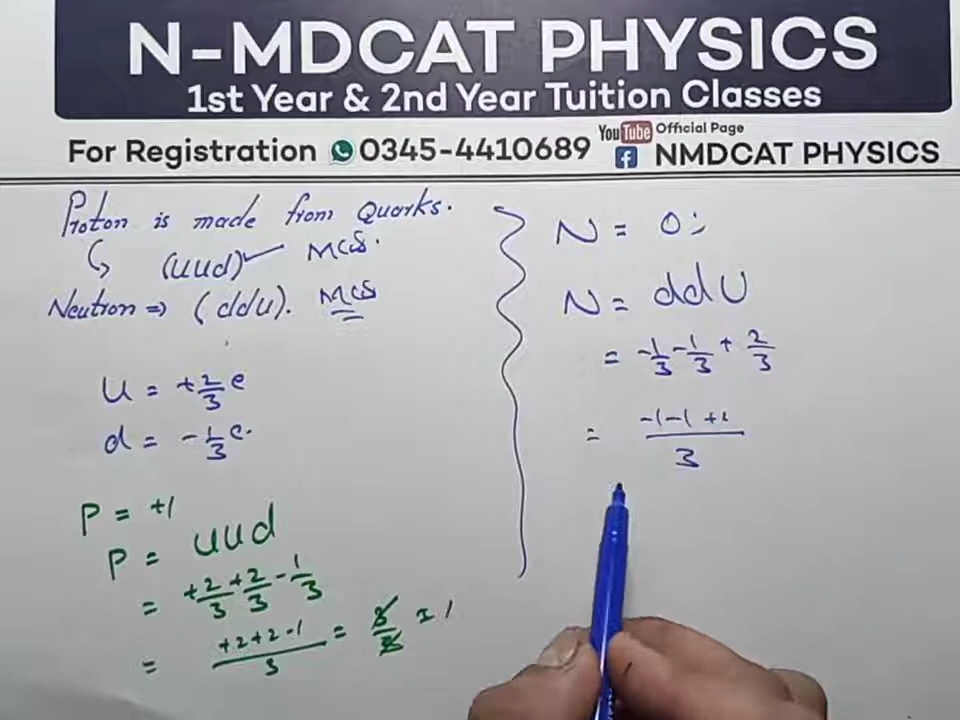 N-MDCAT PHYSICS
1st Year & 2nd Year Tuition Classes
For Registration 0345-4410689
YouTube Official Page
NMDCAT PHYSICS
Proton is made from Quarks.
(uud) MCS.
Neutron ⇒ (ddu). MCS
U = +2/3 e
d = -1/3 e.
P = +1
P = uud
= +2/3 +2/3 -1/3
= +2+2-1/3 = 3/3 = 1
N = 0:
N = ddU
= -1/3 -1/3 + 2/3
= -1-1+2/3